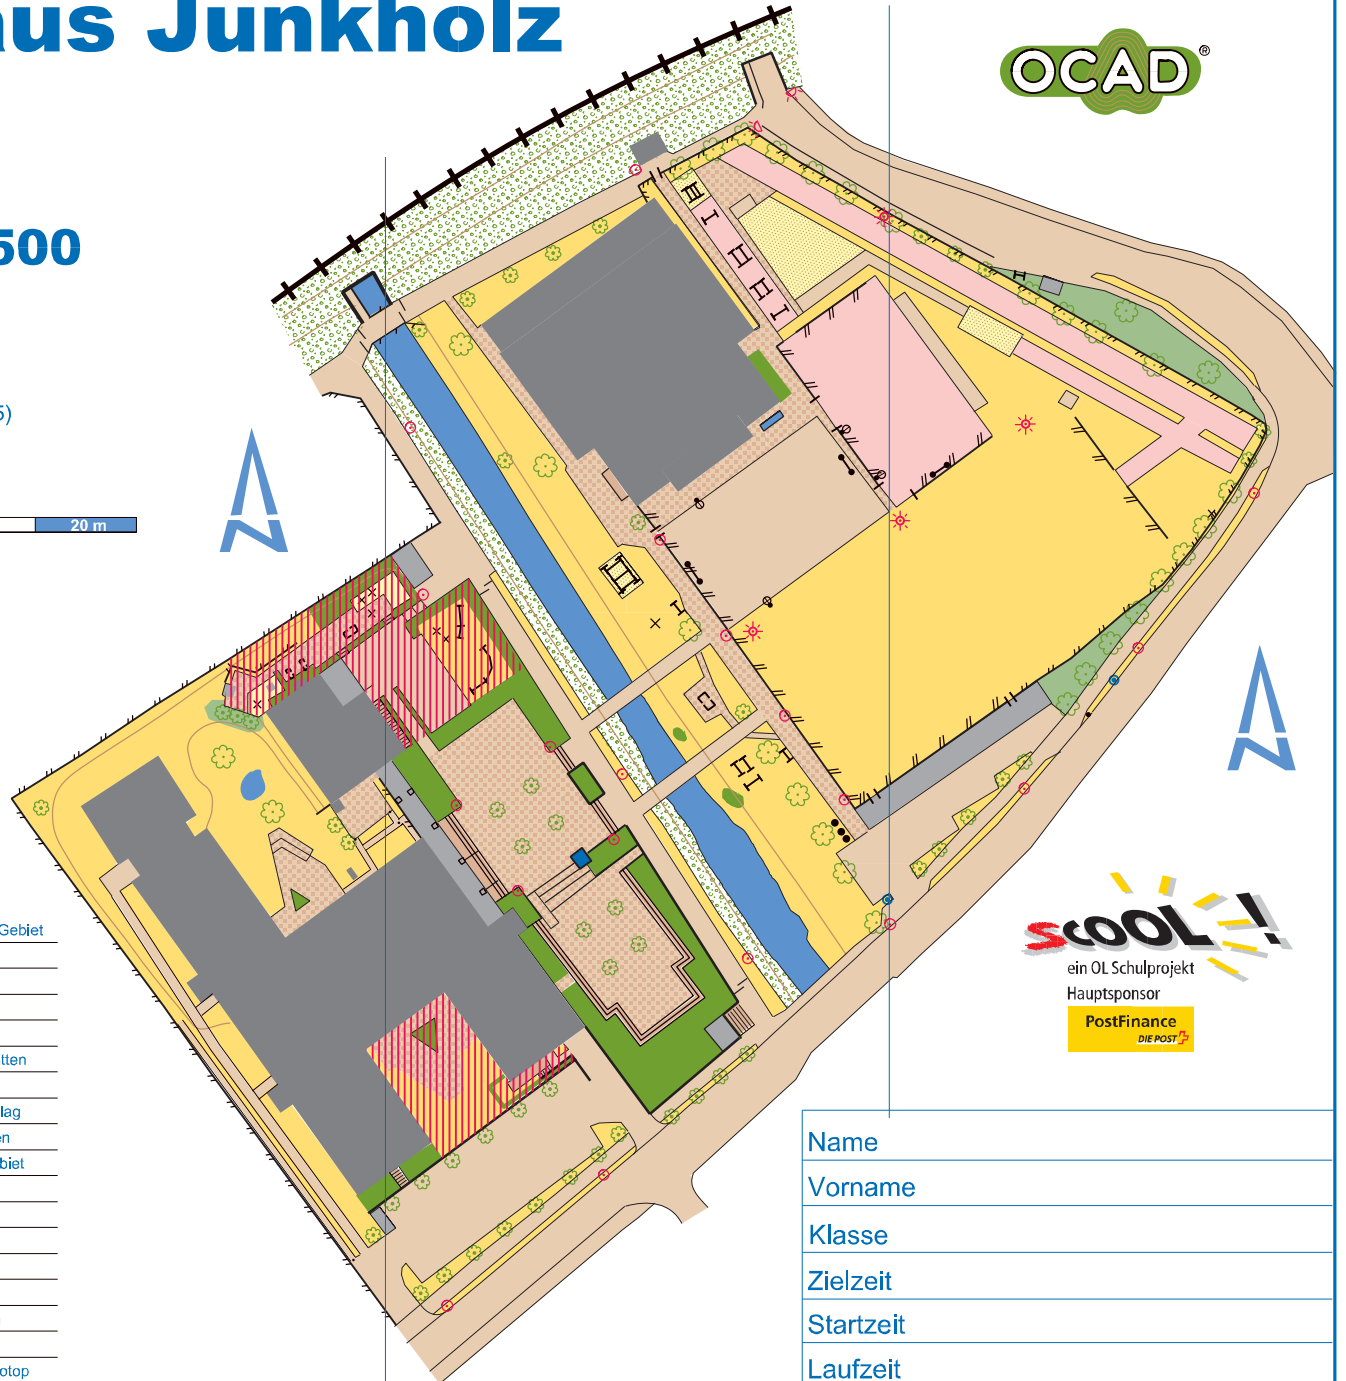 aus Junkholz
OCAD®
500
5)
20 m
Gebiet
tten
lag
en
biet
otop
scOOL!
ein OL Schulprojekt
Hauptsponsor
PostFinance
DIE POST
Name
Vorname
Klasse
Zielzeit
Startzeit
Laufzeit